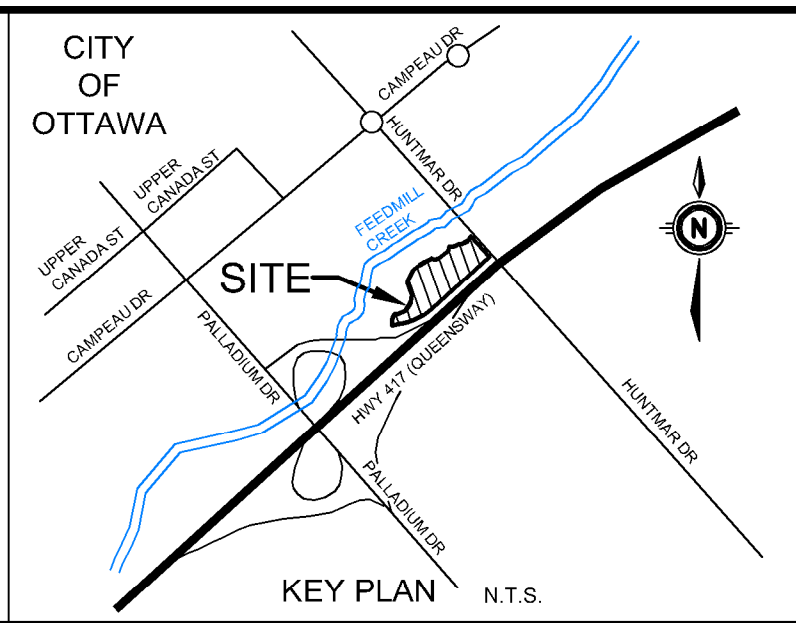 CITY
OF
OTTAWA
CAMPEAU DR
HUNTMAR DR
UPPER
CANADA ST
FEEDMILL
CREEK
UPPER
CANADA ST
N
SITE
CAMPEAU DR
PALLADIUM DR
HWY 417 (QUEENSWAY)
HUNTMAR DR
PALLADIUM DR
KEY PLAN
N.T.S.